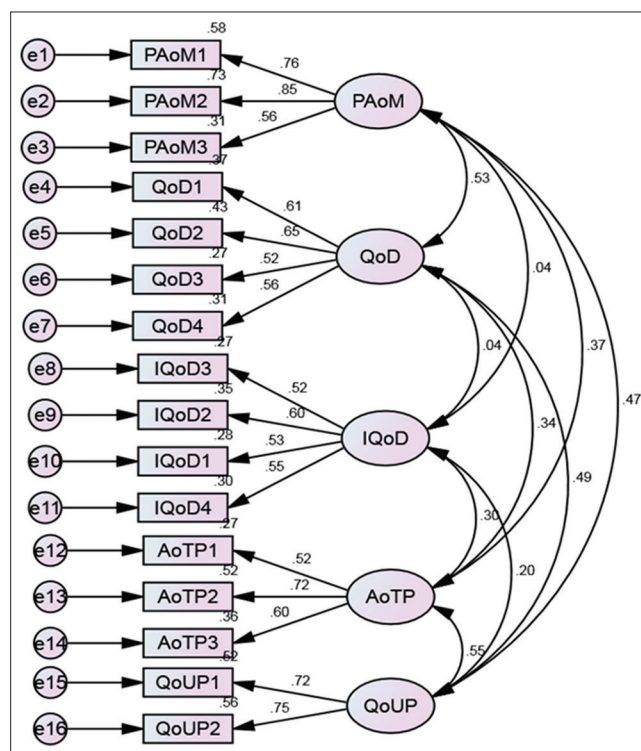 .58
e1 PAoM1 .76
.73
e2 PAoM2 .85 PAoM
.31
e3 PAoM3 .56
.37
e4 QoD1 .53
.43 .61
e5 QoD2 .65 QoD
.27
e6 QoD3 .52 .04
.31 .56
e7 QoD4
.27 .04 .37
e8 IQoD3
.35 .52 .47
e9 IQoD2 .60 .34
.28 IQoD
e10 IQoD1 .53 .49
.30 .55
e11 IQoD4 .30
.27
e12 AoTP1 .52 .20
.52
e13 AoTP2 .72 AoTP
.36 .60
e14 AoTP3 .55
.52
e15 QoUP1 .72
.56 QoUP
e16 QoUP2 .75